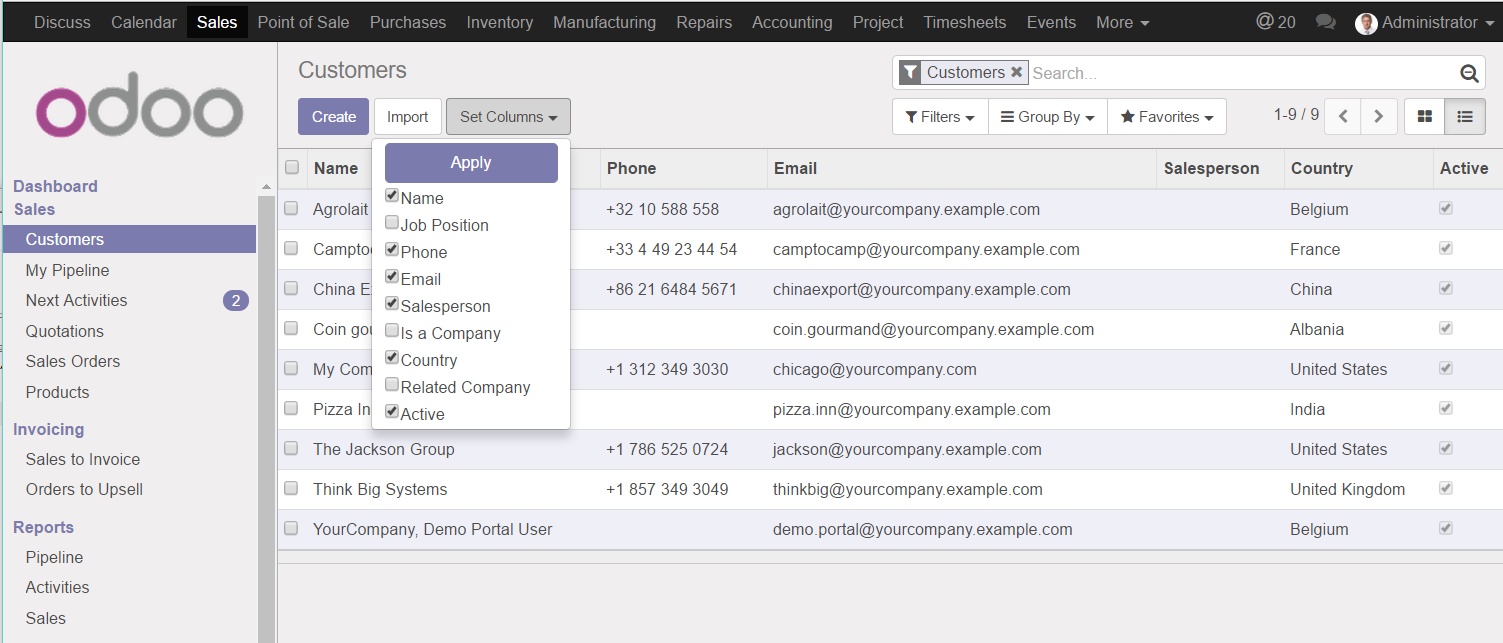 Discuss Calendar Sales Point of Sale Purchases Inventory Manufacturing Repairs Accounting Project Timesheets Events More @ 20 Administrator
odoo
Dashboard
Sales
Customers
My Pipeline
Next Activities 2
Quotations
Sales Orders
Products
Invoicing
Sales to Invoice
Orders to Upsell
Reports
Pipeline
Activities
Sales
Customers
Customers Search...
Create Import Set Columns
Filters Group By Favorites 1-9 / 9
Apply
Name
Job Position
Phone
Email
Salesperson
Is a Company
Country
Related Company
Active
Name Phone Email Salesperson Country Active
Agrolait +32 10 588 558 agrolait@yourcompany.example.com Belgium
Camptoc +33 4 49 23 44 54 camptocamp@yourcompany.example.com France
China E +86 21 6484 5671 chinaexport@yourcompany.example.com China
Coin gou coin.gourmand@yourcompany.example.com Albania
My Com +1 312 349 3030 chicago@yourcompany.com United States
Pizza In pizza.inn@yourcompany.example.com India
The Jackson Group +1 786 525 0724 jackson@yourcompany.example.com United States
Think Big Systems +1 857 349 3049 thinkbig@yourcompany.example.com United Kingdom
YourCompany, Demo Portal User demo.portal@yourcompany.example.com Belgium